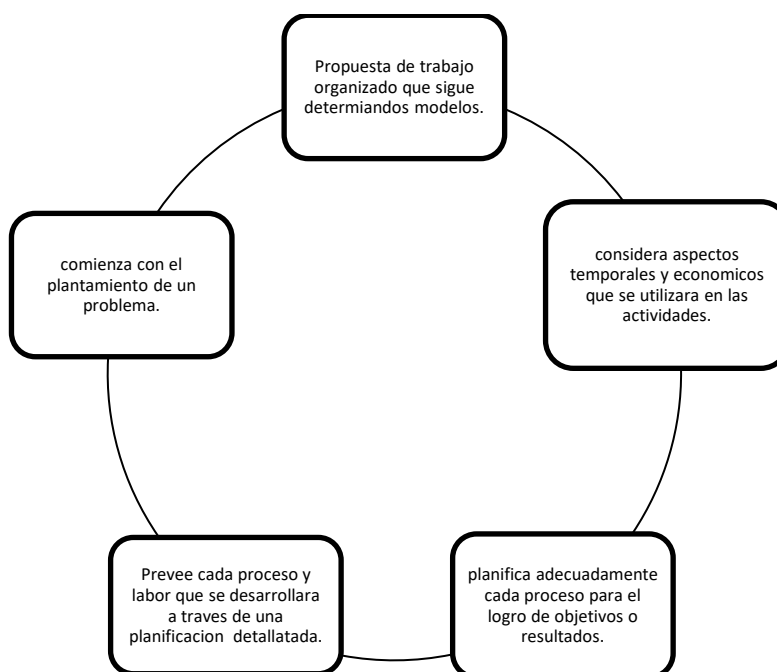 Propuesta de trabajo
organizado que sigue
determiandos modelos.
considera aspectos
temporales y economicos
que se utilizara en las
actividades.
planifica adecuadamente
cada proceso para el
logro de objetivos o
resultados.
Prevee cada proceso y
labor que se desarrollara
a traves de una
planificacion detallatada.
comienza con el
plantamiento de un
problema.